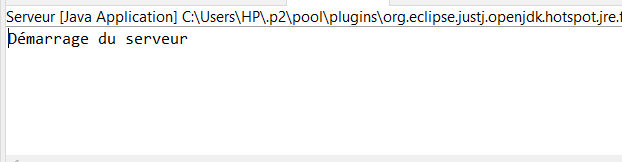 Serveur [Java Application] C:\Users\HP\.p2\pool\plugins\org.eclipse.justj.openjdk.hotspot.jre.f
Démarrage du serveur